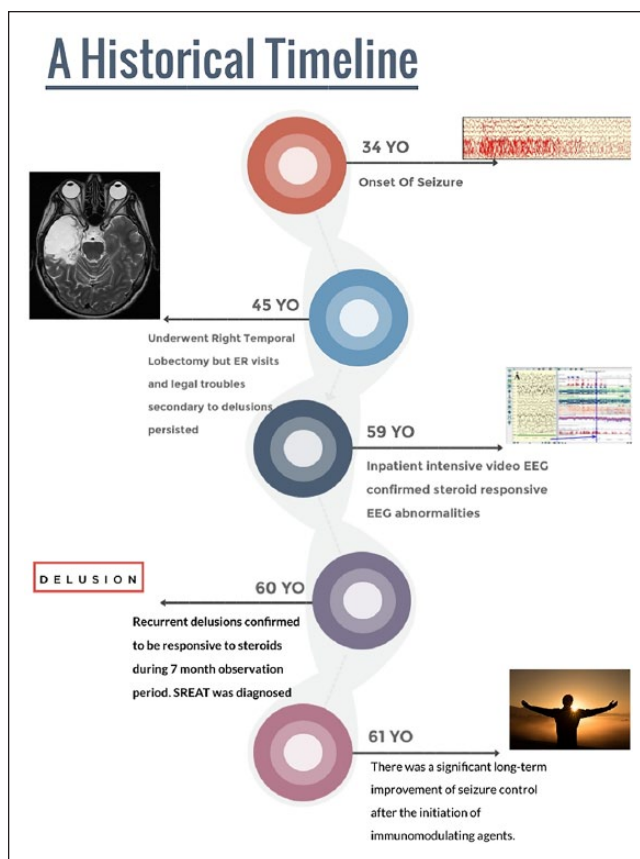 A Historical Timeline
34 YO
Onset Of Seizure
45 YO
Underwent Right Temporal
Lobectomy but ER visits
and legal troubles
secondary to delusions
persisted
A
59 YO
Inpatient intensive video EEG
confirmed steroid responsive
EEG abnormalities
DELUSION
60 YO
Recurrent delusions confirmed
to be responsive to steroids
during 7 month observation
period. SREAT was diagnosed
61 YO
There was a significant long-term
improvement of seizure control
after the initiation of
immunomodulating agents.